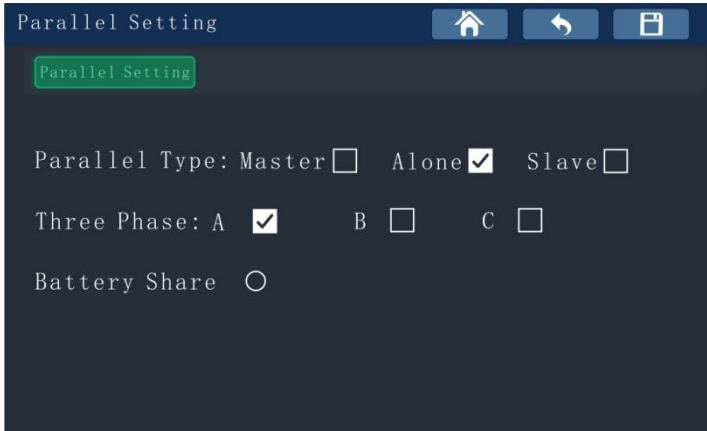 Parallel Setting
Parallel Setting
Parallel Type: Master Alone Slave
Three Phase: A B C
Battery Share